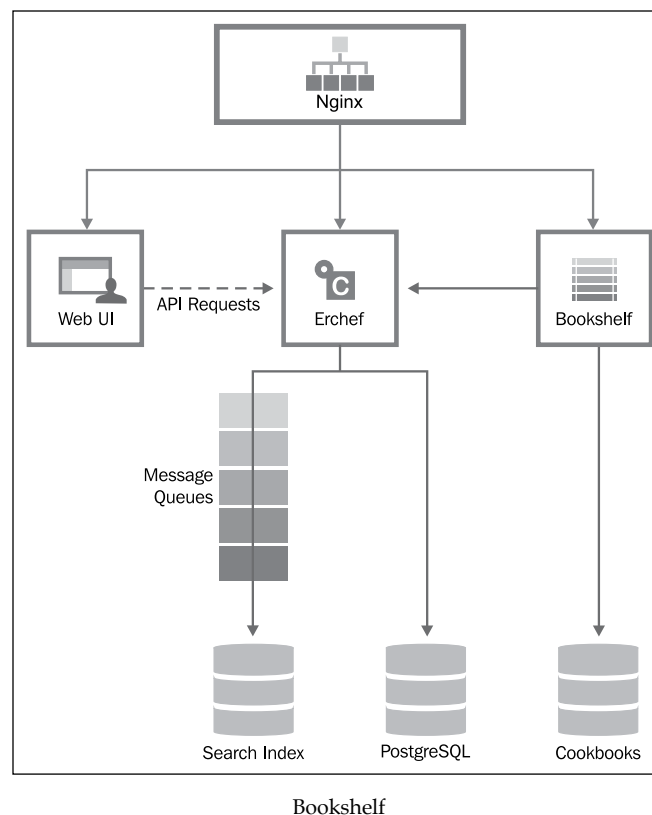 Nginx
Web UI
API Requests
C
Erchef
Bookshelf
Message
Queues
Search Index
PostgreSQL
Cookbooks
Bookshelf